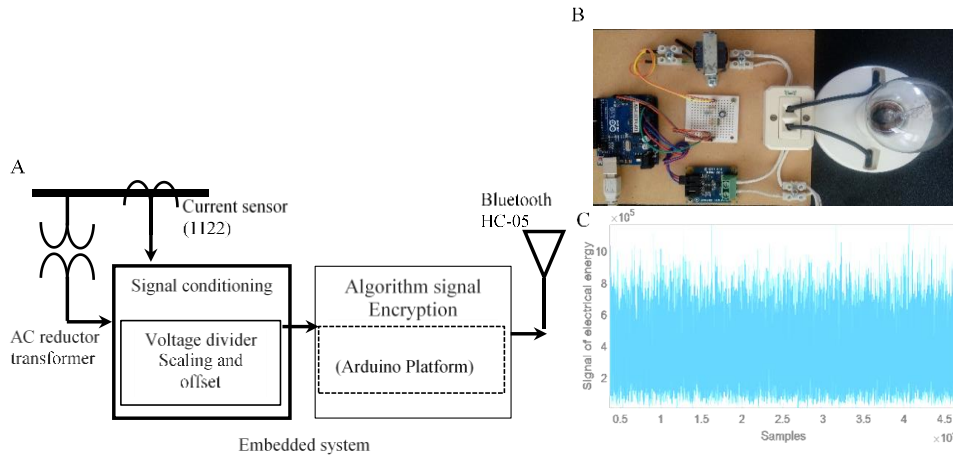 A
Current sensor
(1122)
AC reductor
transformer
Signal conditioning
Voltage divider
Scaling and
offset
Algorithm signal
Encryption
(Arduino Platform)
Bluetooth
HC-05
Embedded system
B
C
×10⁵
Signal of electrical energy
10
8
6
4
2
0.5 1 1.5 2 2.5 3 3.5 4 4.5
Samples